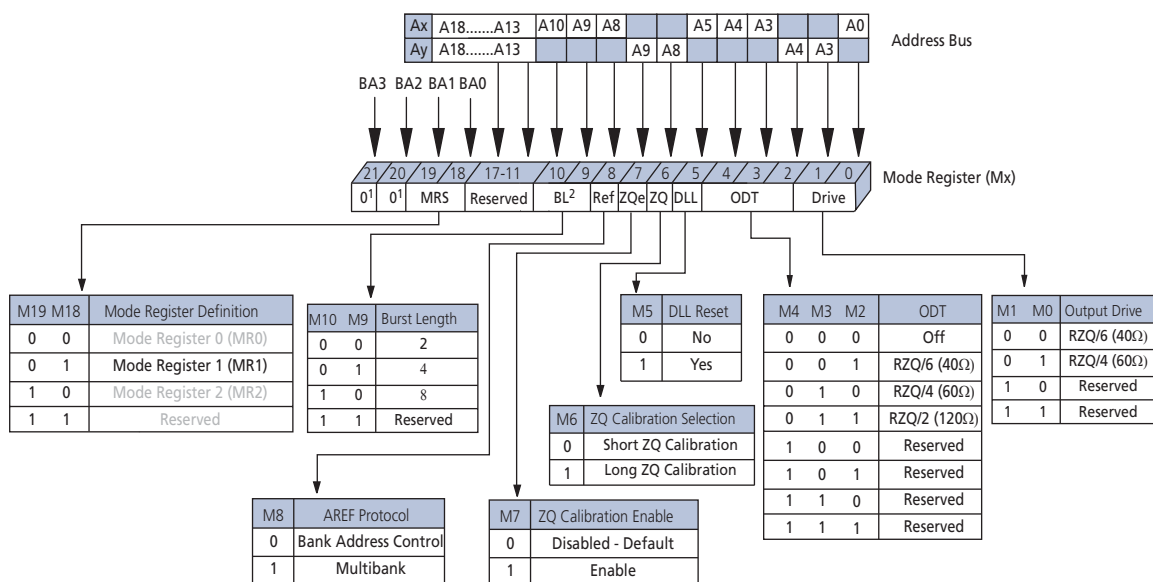 Ax A18.......A13 A10 A9 A8 A5 A4 A3 A0
Ay A18.......A13 A9 A8 A4 A3
Address Bus
BA3 BA2 BA1 BA0
21 20 19 18 17-11 10 9 8 7 6 5 4 3 2 1 0
Mode Register (Mx)
0¹ 0¹ MRS Reserved BL² Ref ZQe ZQ DLL ODT Drive
M19 M18 Mode Register Definition
0 0 Mode Register 0 (MR0)
0 1 Mode Register 1 (MR1)
1 0 Mode Register 2 (MR2)
1 1 Reserved
M10 M9 Burst Length
0 0 2
0 1 4
1 0 8
1 1 Reserved
M5 DLL Reset
0 No
1 Yes
M4 M3 M2 ODT
0 0 0 Off
0 0 1 RZQ/6 (40Ω)
0 1 0 RZQ/4 (60Ω)
0 1 1 RZQ/2 (120Ω)
1 0 0 Reserved
1 0 1 Reserved
1 1 0 Reserved
1 1 1 Reserved
M1 M0 Output Drive
0 0 RZQ/6 (40Ω)
0 1 RZQ/4 (60Ω)
1 0 Reserved
1 1 Reserved
M6 ZQ Calibration Selection
0 Short ZQ Calibration
1 Long ZQ Calibration
M8 AREF Protocol
0 Bank Address Control
1 Multibank
M7 ZQ Calibration Enable
0 Disabled - Default
1 Enable